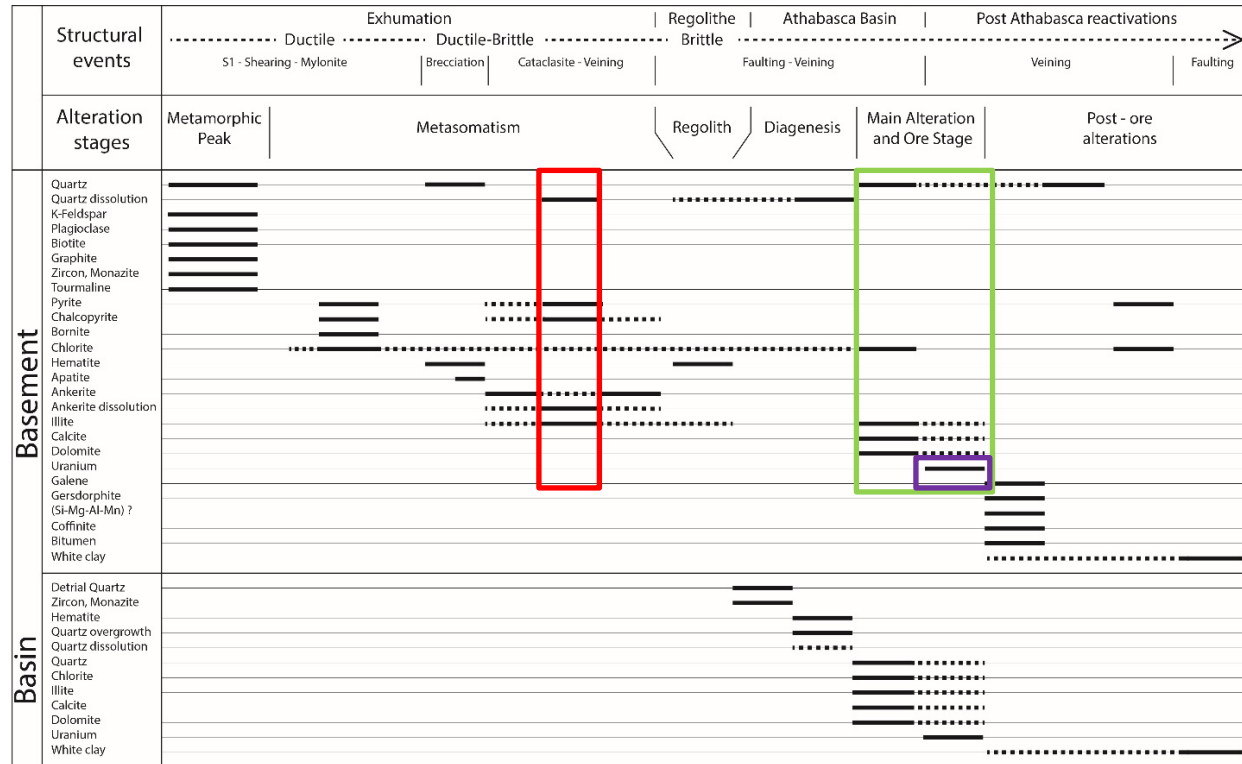 Structural events
Exhumation
Regolithe
Athabasca Basin
Post Athabasca reactivations
Ductile
Ductile-Brittle
Brittle
S1 - Shearing - Mylonite
Brecciation
Cataclasite - Veining
Faulting - Veining
Veining
Faulting
Alteration stages
Metamorphic Peak
Metasomatism
Regolith
Diagenesis
Main Alteration and Ore Stage
Post - ore alterations
Basement
Quartz
Quartz dissolution
K-Feldspar
Plagioclase
Biotite
Graphite
Zircon, Monazite
Tourmaline
Pyrite
Chalcopyrite
Bornite
Chlorite
Hematite
Apatite
Ankerite
Ankerite dissolution
Illite
Calcite
Dolomite
Uranium
Galene
Gersdorphite
(Si-Mg-Al-Mn) ?
Coffinite
Bitumen
White clay
Basin
Detrial Quartz
Zircon, Monazite
Hematite
Quartz overgrowth
Quartz dissolution
Quartz
Chlorite
Illite
Calcite
Dolomite
Uranium
White clay